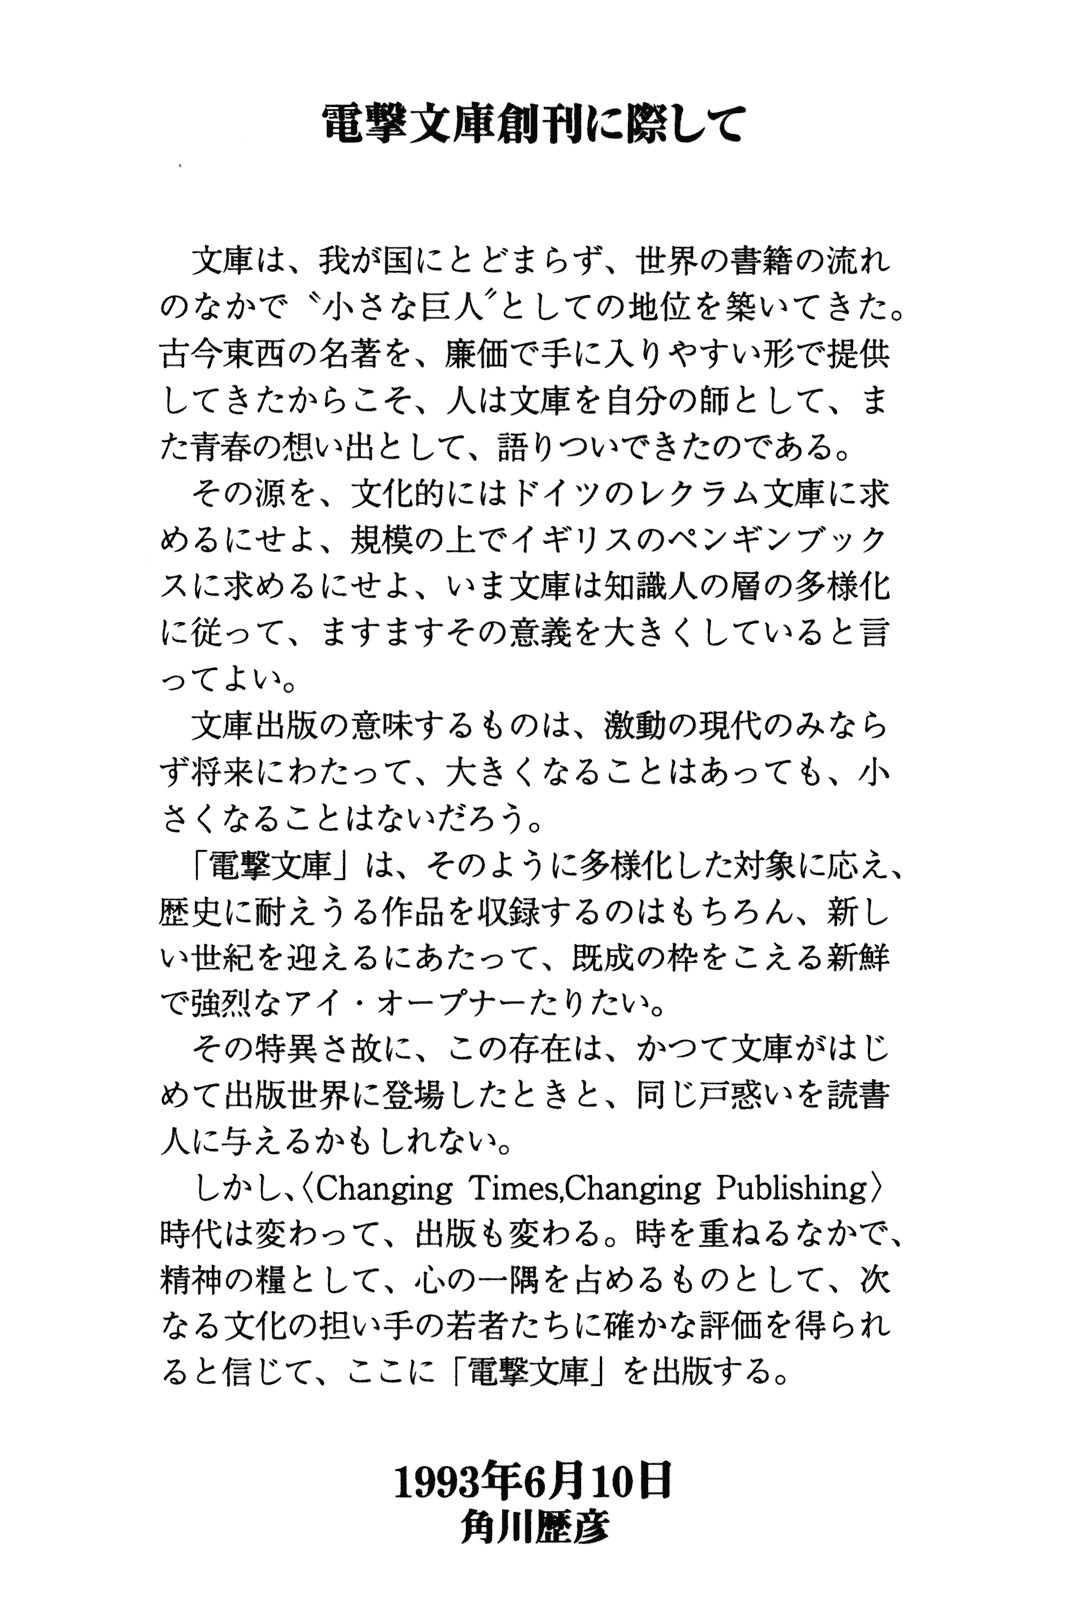 電撃文庫創刊に際して
文庫は、我が国にとどまらず、世界の書籍の流れ
のなかで〝小さな巨人〟としての地位を築いてきた。
古今東西の名著を、廉価で手に入りやすい形で提供
してきたからこそ、人は文庫を自分の師として、ま
た青春の想い出として、語りついできたのである。
その源を、文化的にはドイツのレクラム文庫に求
めるにせよ、規模の上でイギリスのペンギンブック
スに求めるにせよ、いま文庫は知識人の層の多様化
に従って、ますますその意義を大きくしていると言
ってよい。
文庫出版の意味するものは、激動の現代のみなら
ず将来にわたって、大きくなることはあっても、小
さくなることはないだろう。
「電撃文庫」は、そのように多様化した対象に応え、
歴史に耐えうる作品を収録するのはもちろん、新し
い世紀を迎えるにあたって、既成の枠をこえる新鮮
で強烈なアイ・オープナーたりたい。
その特異さ故に、この存在は、かつて文庫がはじ
めて出版世界に登場したときと、同じ戸惑いを読書
人に与えるかもしれない。
しかし、〈Changing Times,Changing Publishing〉
時代は変わって、出版も変わる。時を重ねるなかで、
精神の糧として、心の一隅を占めるものとして、次
なる文化の担い手の若者たちに確かな評価を得られ
ると信じて、ここに「電撃文庫」を出版する。
1993年6月10日
角川歴彦